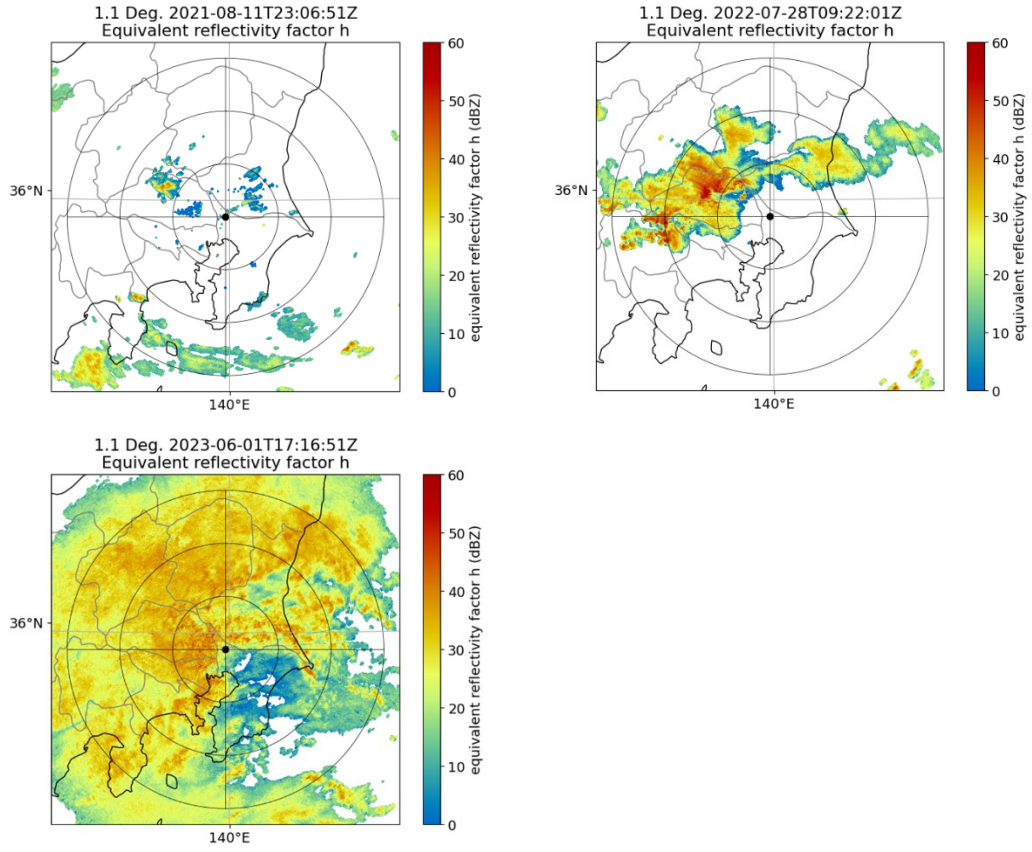 1.1 Deg. 2021-08-11T23:06:51Z
Equivalent reflectivity factor h
36°N
140°E
60
50
40
30
20
10
0
equivalent reflectivity factor h (dBZ)
1.1 Deg. 2022-07-28T09:22:01Z
Equivalent reflectivity factor h
36°N
140°E
60
50
40
30
20
10
0
equivalent reflectivity factor h (dBZ)
1.1 Deg. 2023-06-01T17:16:51Z
Equivalent reflectivity factor h
36°N
140°E
60
50
40
30
20
10
0
equivalent reflectivity factor h (dBZ)